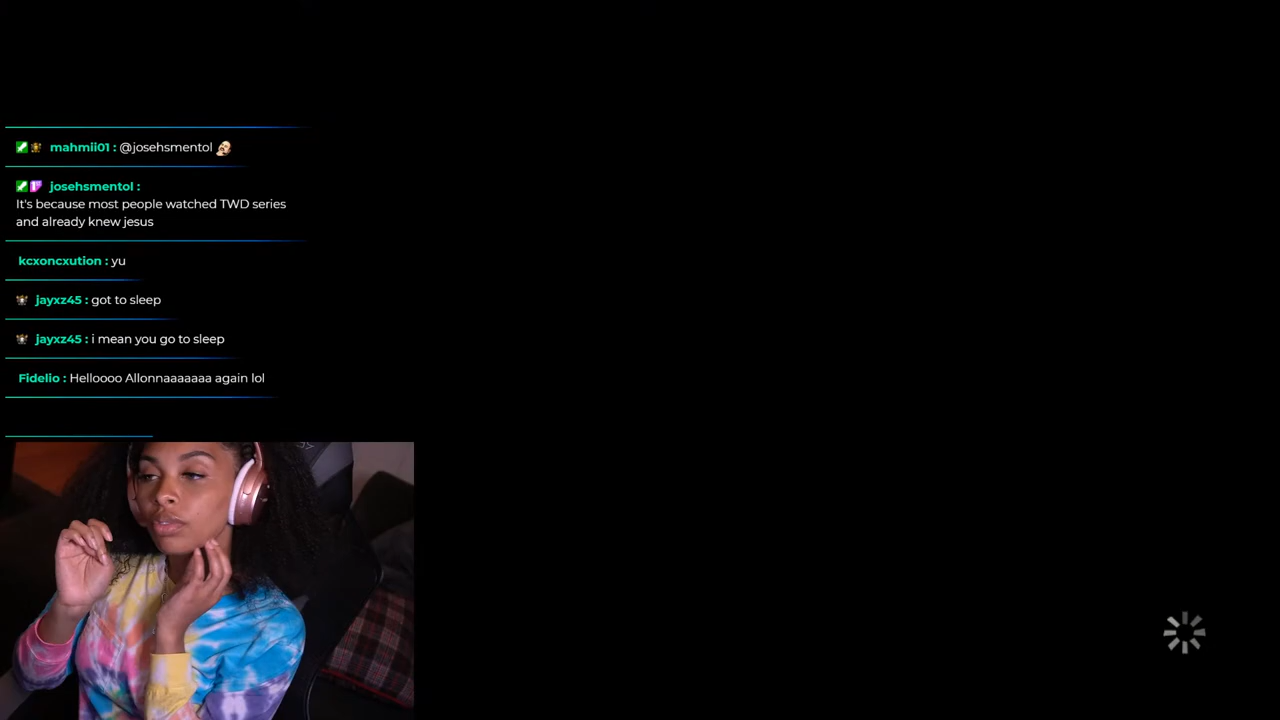 mahmii01 : @josehsmentol
josehsmentol :
It's because most people watched TWD series
and already knew jesus
kcxoncxution : yu
jayxz45 : got to sleep
jayxz45 : i mean you go to sleep
Fidelio : Helloooo Allonnaaaaaaa again lol